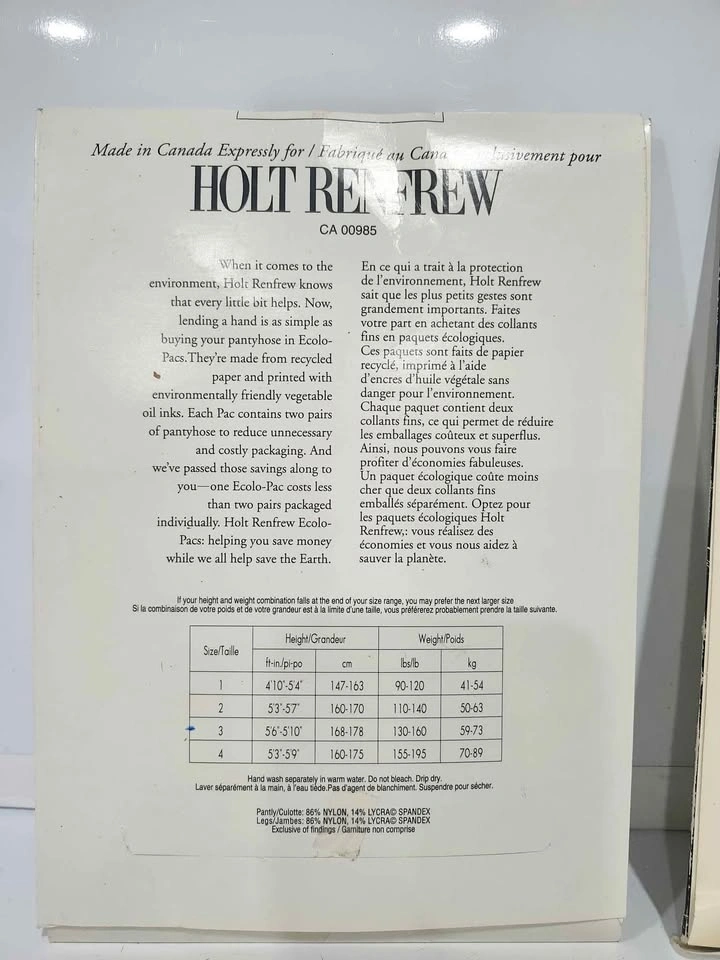 Made in Canada Expressly for / Fabriqué au Cana usivement pour
HOLT RENFREW
CA 00985
When it comes to the
environment, Holt Renfrew knows
that every little bit helps. Now,
lending a hand is as simple as
buying your pantyhose in Ecolo-
Pacs.They're made from recycled
paper and printed with
environmentally friendly vegetable
oil inks. Each Pac contains two pairs
of pantyhose to reduce unnecessary
and costly packaging. And
we've passed those savings along to
you—one Ecolo-Pac costs less
than two pairs packaged
individually. Holt Renfrew Ecolo-
Pacs: helping you save money
while we all help save the Earth.
En ce qui a trait à la protection
de l'environnement, Holt Renfrew
sait que les plus petits gestes sont
grandement importants. Faites
votre part en achetant des collants
fins en paquets écologiques.
Ces paquets sont faits de papier
recyclé, imprimé à l'aide
d'encres d'huile végétale sans
danger pour l'environnement.
Chaque paquet contient deux
collants fins, ce qui permet de réduire
les emballages coûteux et superflus.
Ainsi, nous pouvons vous faire
profiter d'économies fabuleuses.
Un paquet écologique coûte moins
cher que deux collants fins
emballés séparément. Optez pour
les paquets écologiques Holt
Renfrew,: vous réalisez des
économies et vous nous aidez à
sauver la planète.
If your height and weight combination falls at the end of your size range, you may prefer the next larger size
Si la combinaison de votre poids et de votre grandeur est à la limite d'une taille, vous préférerez probablement prendre la taille suivante.
Size/Taille Height/Grandeur Weight/Poids
ft-in/pi-po cm lbs/lb kg
1 4'10"-5'4" 147-163 90-120 41-54
2 5'3"-57" 160-170 110-140 50-63
3 5'6"-5'10" 168-178 130-160 59-73
4 5'3"-5'9" 160-175 155-195 70-89
Hand wash separately in warm water. Do not bleach. Drip dry.
Laver séparément à la main, à l'eau tiède.Pas d'agent de blanchiment. Suspendre pour sécher.
Pantly/Culotte: 86% NYLON, 14% LYCRA© SPANDEX
Legs/Jambes: 86% NYLON, 14% LYCRA© SPANDEX
Exclusive of findings / Garniture non comprise